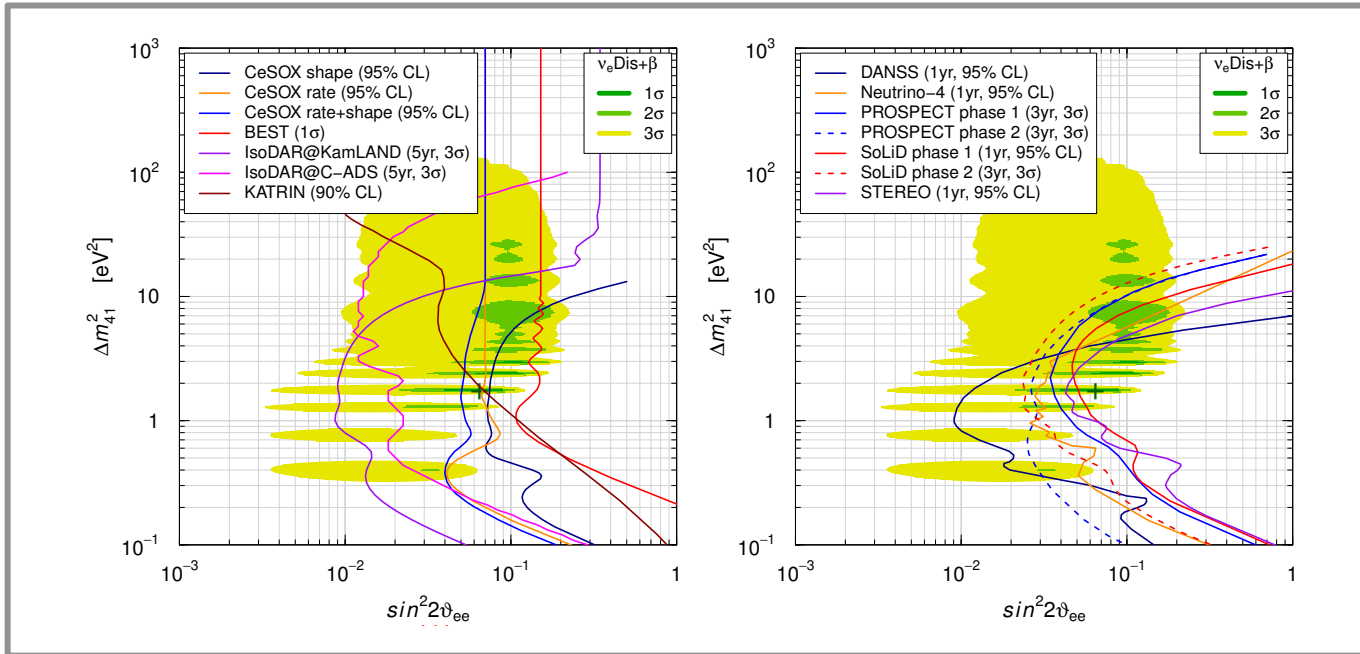 CeSOX shape (95% CL)
CeSOX rate (95% CL)
CeSOX rate+shape (95% CL)
BEST (1σ)
IsoDAR@KamLAND (5yr, 3σ)
IsoDAR@C−ADS (5yr, 3σ)
KATRIN (90% CL)
νₑDis+β
1σ
2σ
3σ
10³
10²
10
1
10⁻¹
Δm²₄₁ [eV²]
10⁻³
10⁻²
10⁻¹
1
sin²2ϑₑₑ
DANSS (1yr, 95% CL)
Neutrino−4 (1yr, 95% CL)
PROSPECT phase 1 (3yr, 3σ)
PROSPECT phase 2 (3yr, 3σ)
SoLiD phase 1 (1yr, 95% CL)
SoLiD phase 2 (3yr, 3σ)
STEREO (1yr, 95% CL)
νₑDis+β
1σ
2σ
3σ
10³
10²
10
1
10⁻¹
Δm²₄₁ [eV²]
10⁻³
10⁻²
10⁻¹
1
sin²2ϑₑₑ